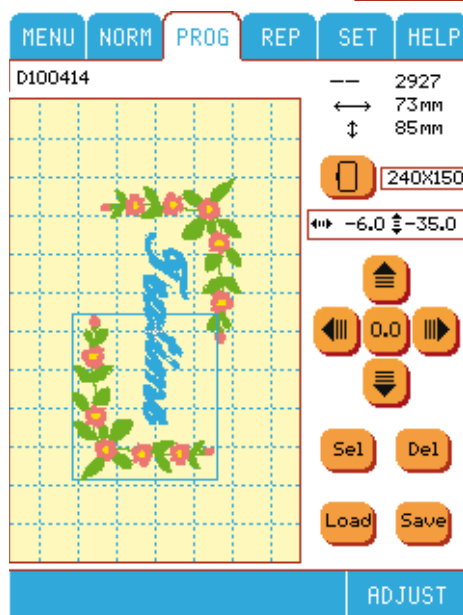 MENU NORM PROG REP SET HELP
D100414
2927
73mm
85mm
240X150
-6.0 -35.0
0.0
Sel Del
Load Save
ADJUST